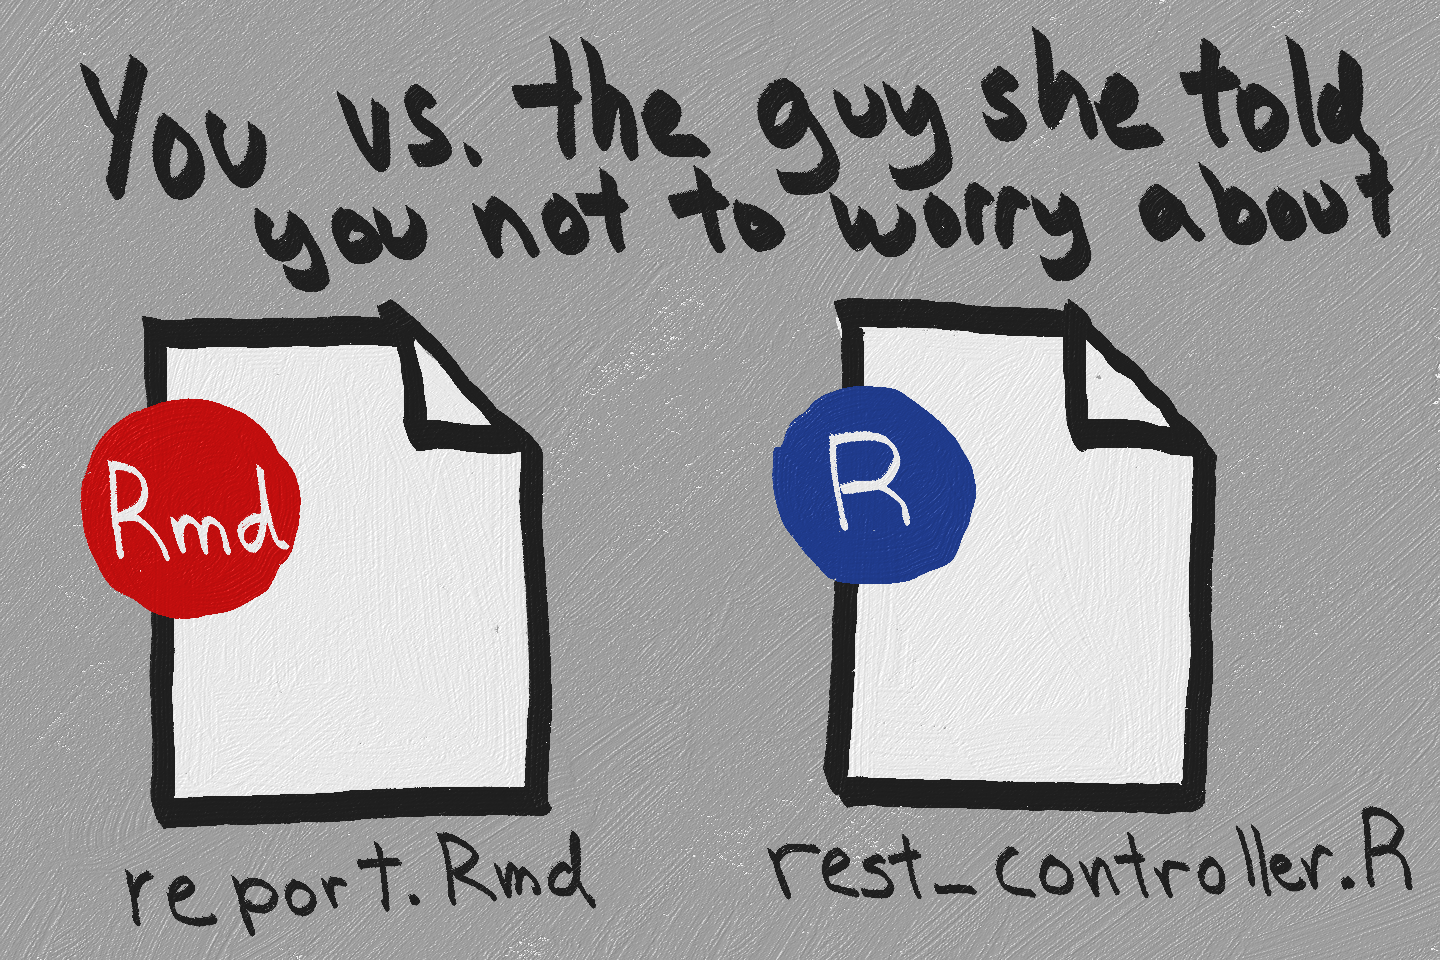 You vs. the guy she told
you not to worry about
Rmd
R
report.Rmd
rest_controller.R